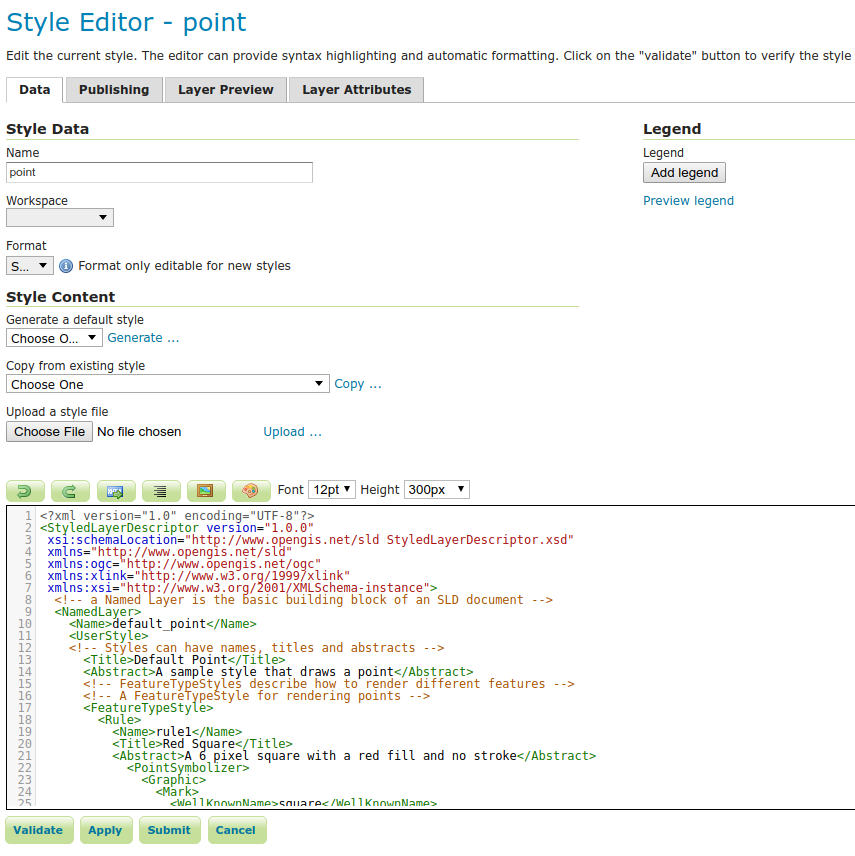 Style Editor - point
Edit the current style. The editor can provide syntax highlighting and automatic formatting. Click on the "validate" button to verify the style
Data Publishing Layer Preview Layer Attributes
Style Data
Name
point
Workspace
Format
S... Format only editable for new styles
Style Content
Generate a default style
Choose O... Generate ...
Copy from existing style
Choose One Copy ...
Upload a style file
Choose File No file chosen Upload ...
Legend
Legend
Add legend
Preview legend
Font 12pt Height 300px
1 <?xml version="1.0" encoding="UTF-8"?>
2 <StyledLayerDescriptor version="1.0.0"
3 xsi:schemaLocation="http://www.opengis.net/sld StyledLayerDescriptor.xsd"
4 xmlns="http://www.opengis.net/sld"
5 xmlns:ogc="http://www.opengis.net/ogc"
6 xmlns:xlink="http://www.w3.org/1999/xlink"
7 xmlns:xsi="http://www.w3.org/2001/XMLSchema-instance">
8 <!-- a Named Layer is the basic building block of an SLD document -->
9 <NamedLayer>
10 <Name>default_point</Name>
11 <UserStyle>
12 <!-- Styles can have names, titles and abstracts -->
13 <Title>Default Point</Title>
14 <Abstract>A sample style that draws a point</Abstract>
15 <!-- FeatureTypeStyles describe how to render different features -->
16 <!-- A FeatureTypeStyle for rendering points -->
17 <FeatureTypeStyle>
18 <Rule>
19 <Name>rule1</Name>
20 <Title>Red Square</Title>
21 <Abstract>A 6 pixel square with a red fill and no stroke</Abstract>
22 <PointSymbolizer>
23 <Graphic>
24 <Mark>
25 <WellKnownName>square</WellKnownName>
Validate Apply Submit Cancel